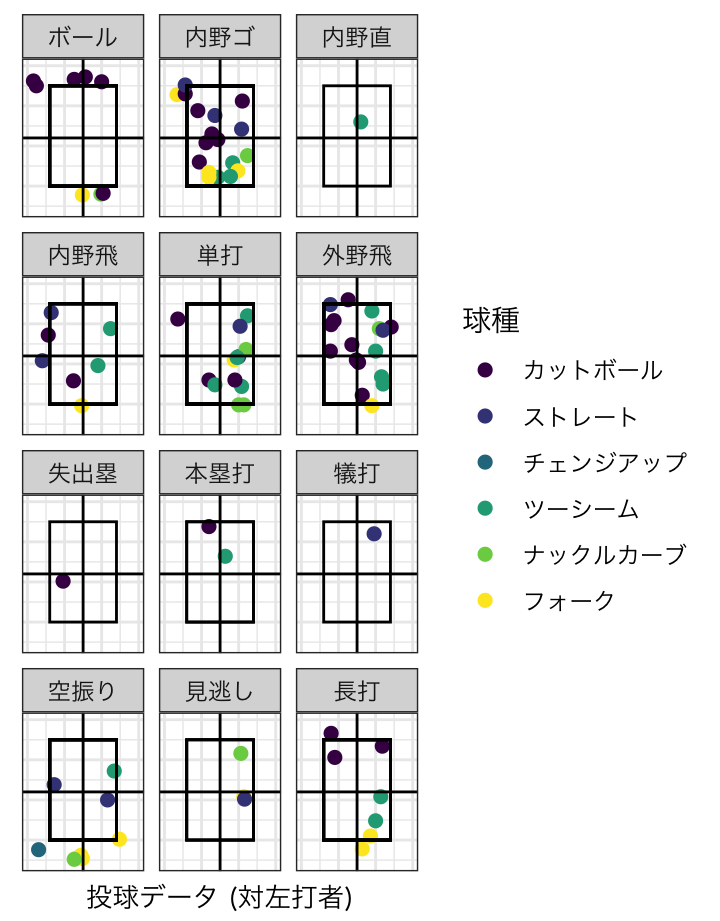 ボール
内野ゴ
内野直
内野飛
単打
外野飛
失出塁
本塁打
犠打
空振り
見逃し
長打
球種
カットボール
ストレート
チェンジアップ
ツーシーム
ナックルカーブ
フォーク
投球データ (対左打者)